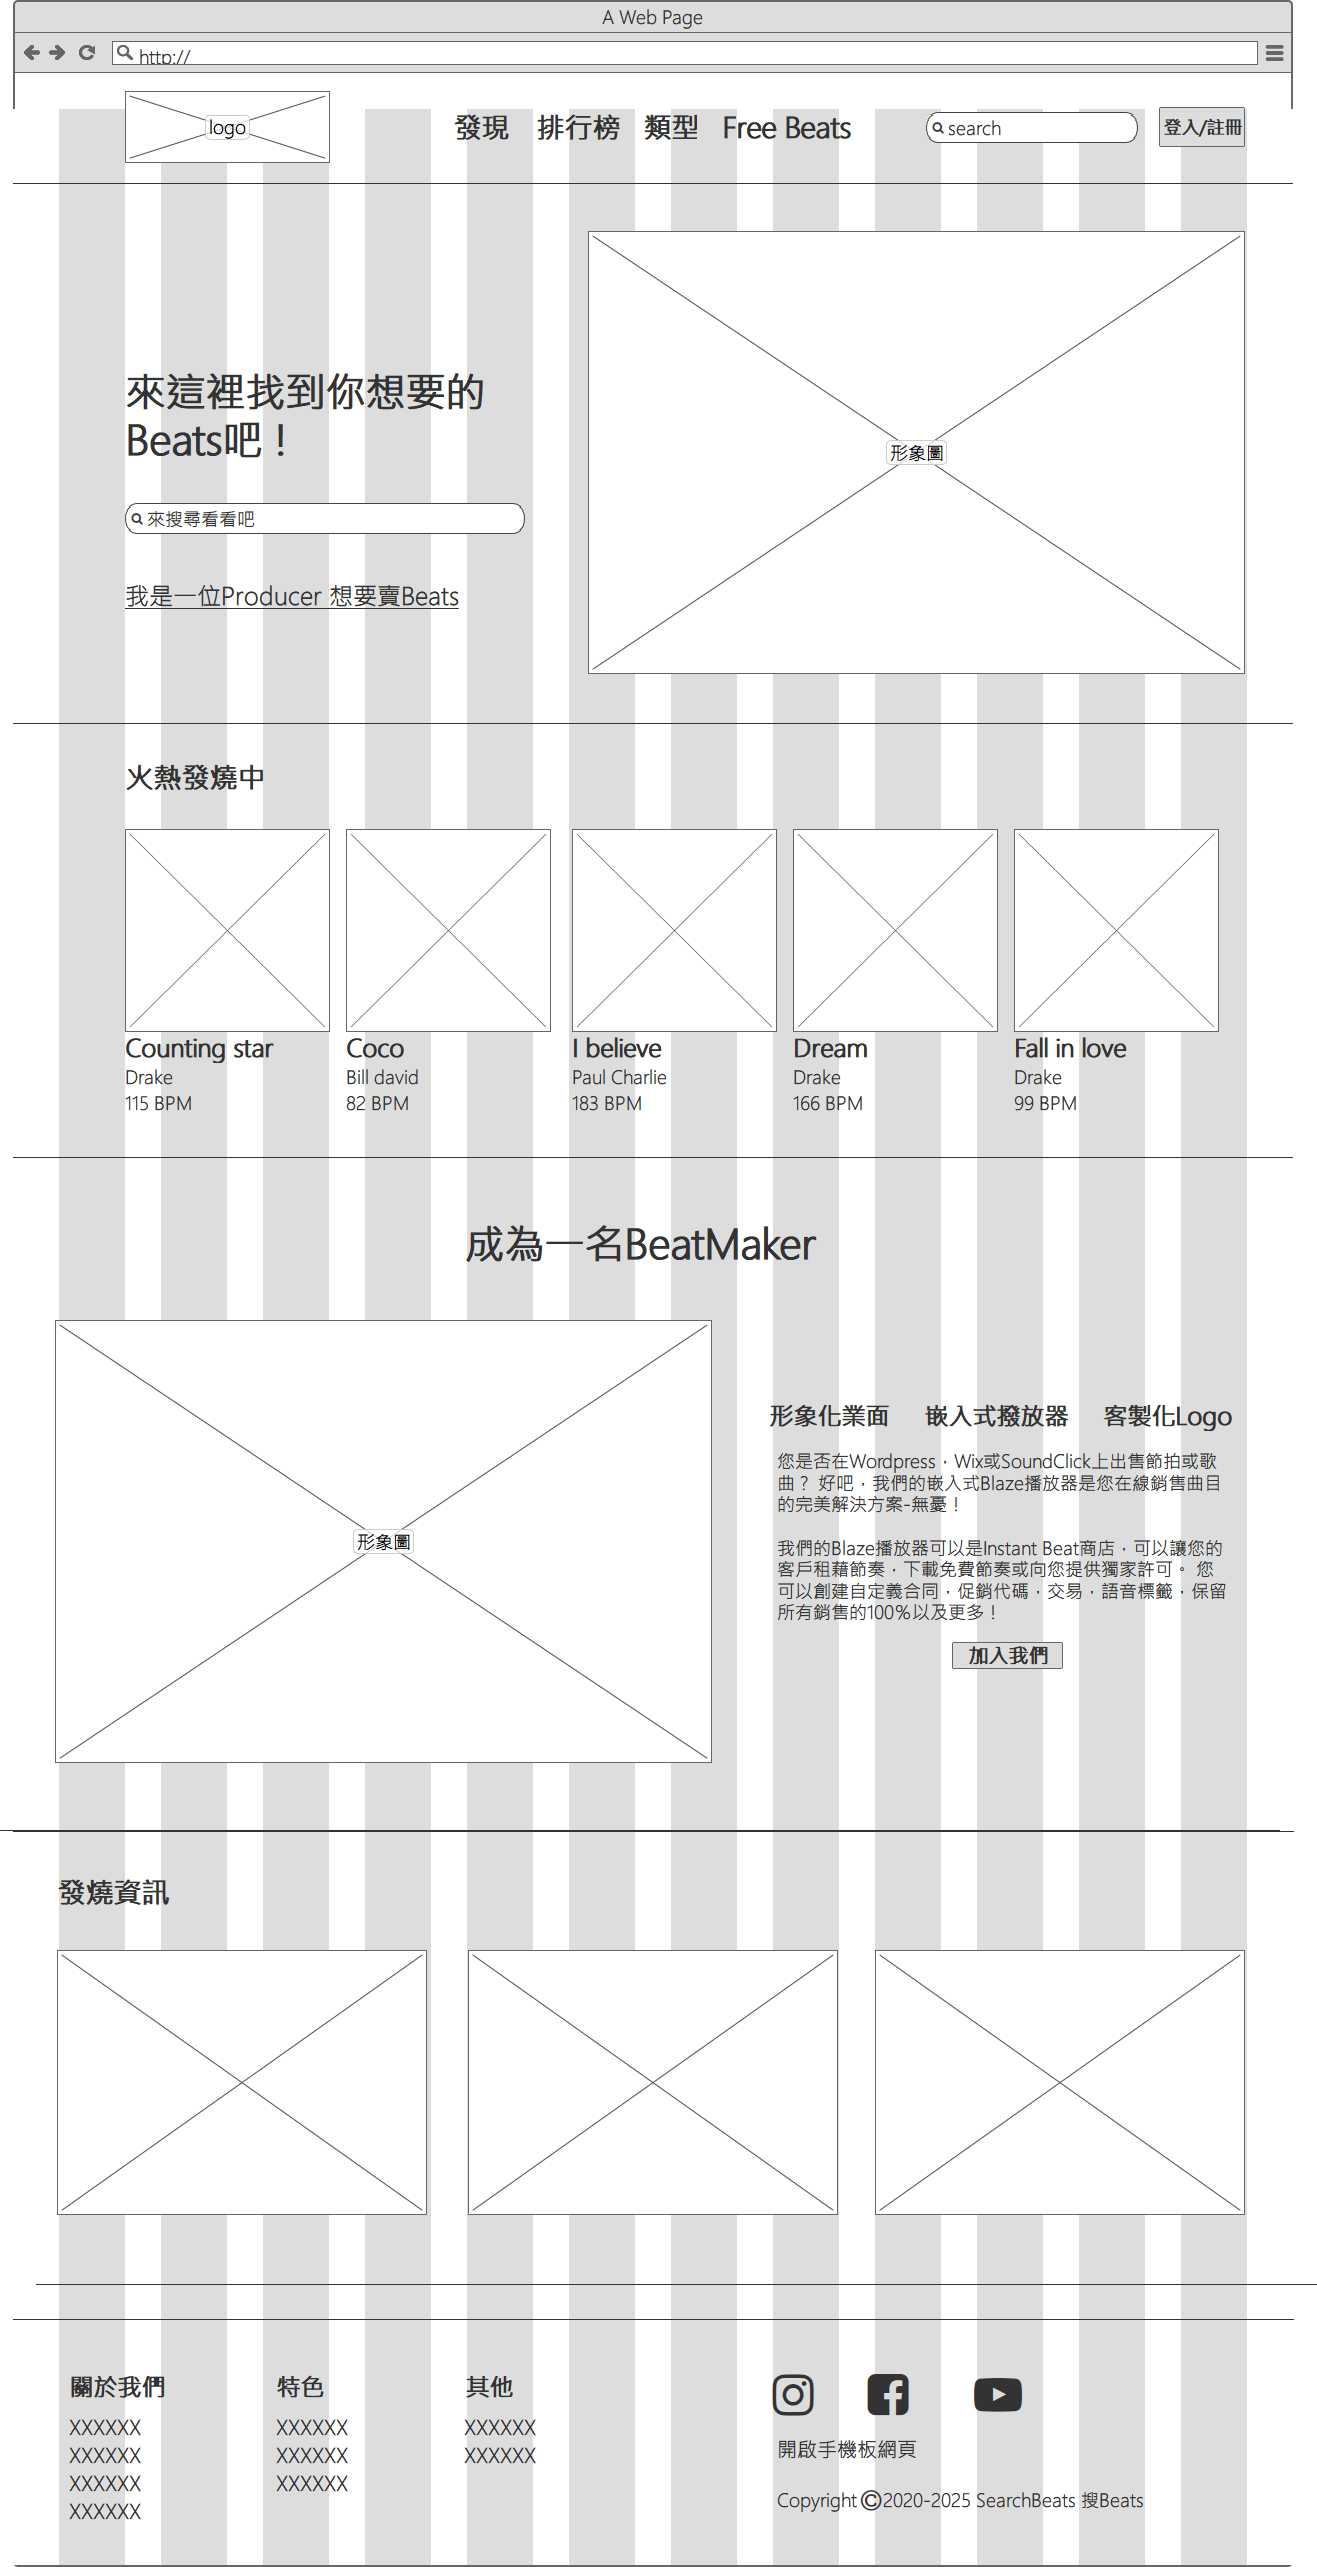 A Web Page
http://
logo
發現 排行榜 類型 Free Beats
search
登入/註冊
來這裡找到你想要的
Beats吧！
來搜尋看看吧
我是一位Producer 想要賣Beats
形象圖
火熱發燒中
Counting star
Drake
115 BPM
Coco
Bill david
82 BPM
I believe
Paul Charlie
183 BPM
Dream
Drake
166 BPM
Fall in love
Drake
99 BPM
成為一名BeatMaker
形象圖
形象化業面 嵌入式撥放器 客製化Logo
您是否在Wordpress，Wix或SoundClick上出售節拍或歌
曲？ 好吧，我們的嵌入式Blaze播放器是您在線銷售曲目
的完美解決方案-無憂！
我們的Blaze播放器可以是Instant Beat商店，可以讓您的
客戶租藉節奏，下載免費節奏或向您提供獨家許可。 您
可以創建自定義合同，促銷代碼，交易，語音標籤，保留
所有銷售的100％以及更多！
加入我們
發燒資訊
關於我們
XXXXXX
XXXXXX
XXXXXX
XXXXXX
特色
XXXXXX
XXXXXX
XXXXXX
其他
XXXXXX
XXXXXX
開啟手機板網頁
Copyright©2020-2025 SearchBeats 搜Beats